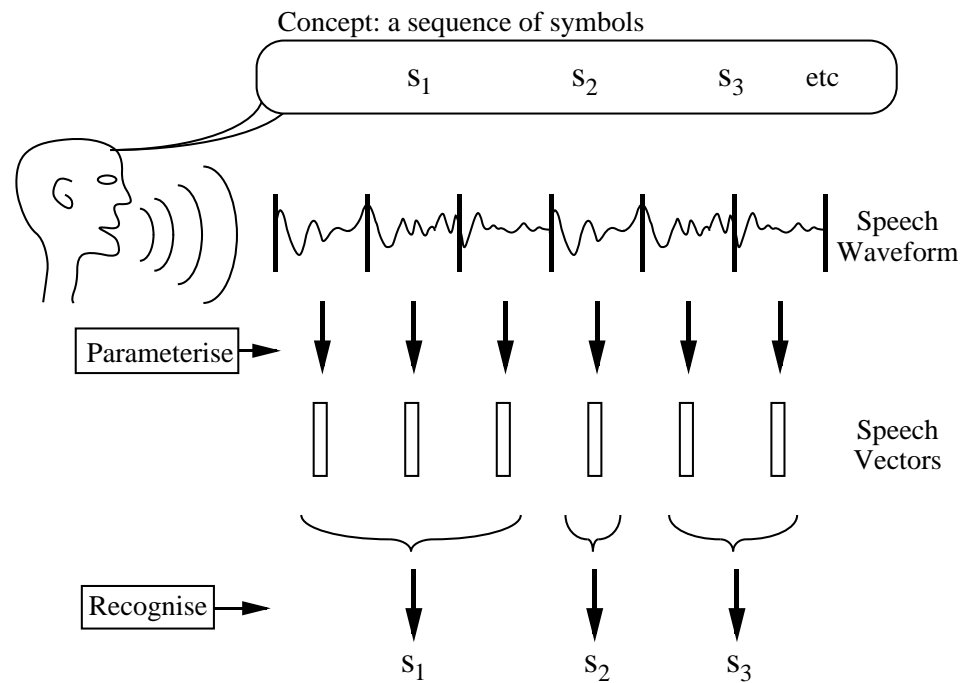 Concept: a sequence of symbols
s1 s2 s3 etc
Speech
Waveform
Parameterise
Speech
Vectors
Recognise
s1 s2 s3